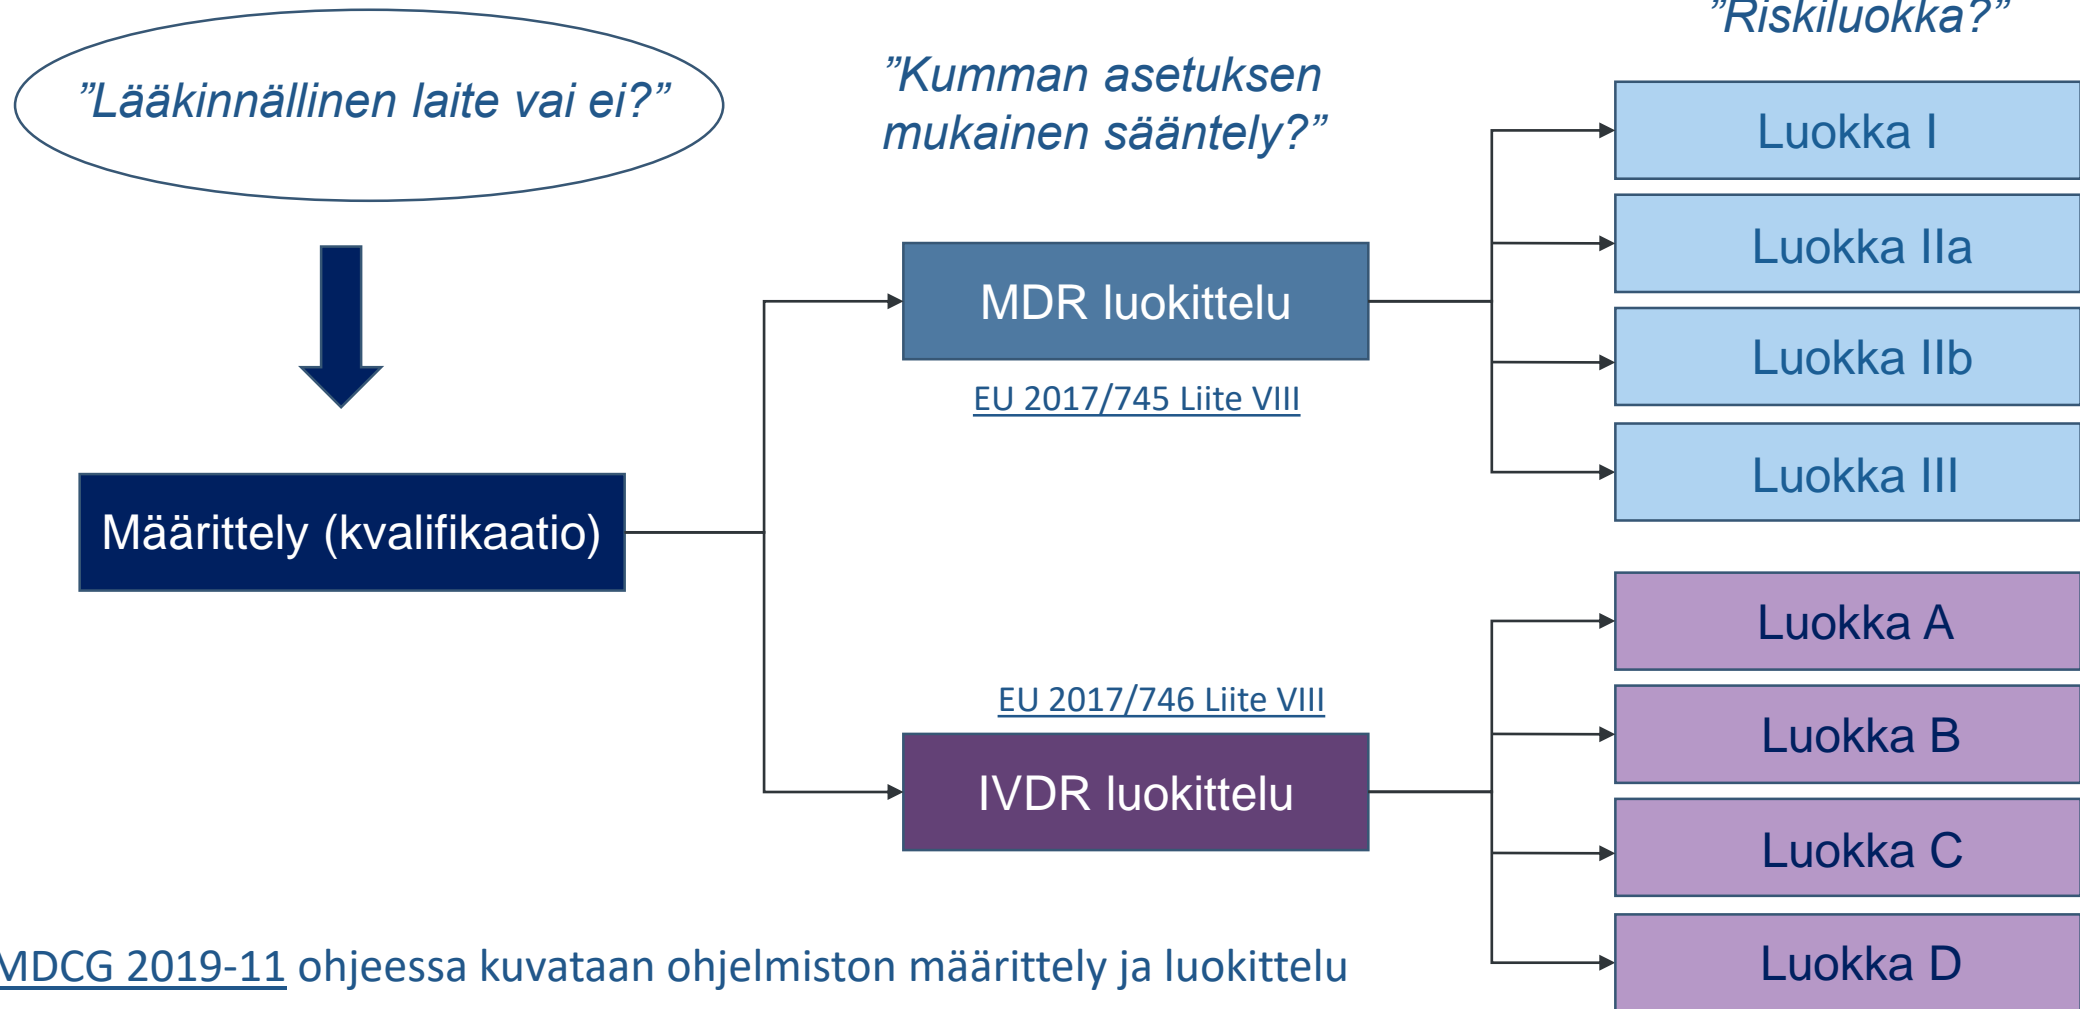 ”Lääkinnällinen laite vai ei?”
”Kumman asetuksen
mukainen sääntely?”
”Riskiluokka?”
Määrittely (kvalifikaatio)
MDR luokittelu
EU 2017/745 Liite VIII
EU 2017/746 Liite VIII
IVDR luokittelu
Luokka I
Luokka IIa
Luokka IIb
Luokka III
Luokka A
Luokka B
Luokka C
Luokka D
MDCG 2019-11 ohjeessa kuvataan ohjelmiston määrittely ja luokittelu